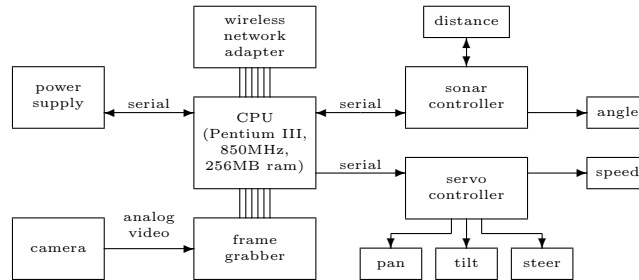 wireless
network
adapter
distance
power
supply
serial
CPU
(Pentium III,
850MHz,
256MB ram)
serial
sonar
controller
angle
serial
servo
controller
speed
camera
analog
video
frame
grabber
pan
tilt
steer